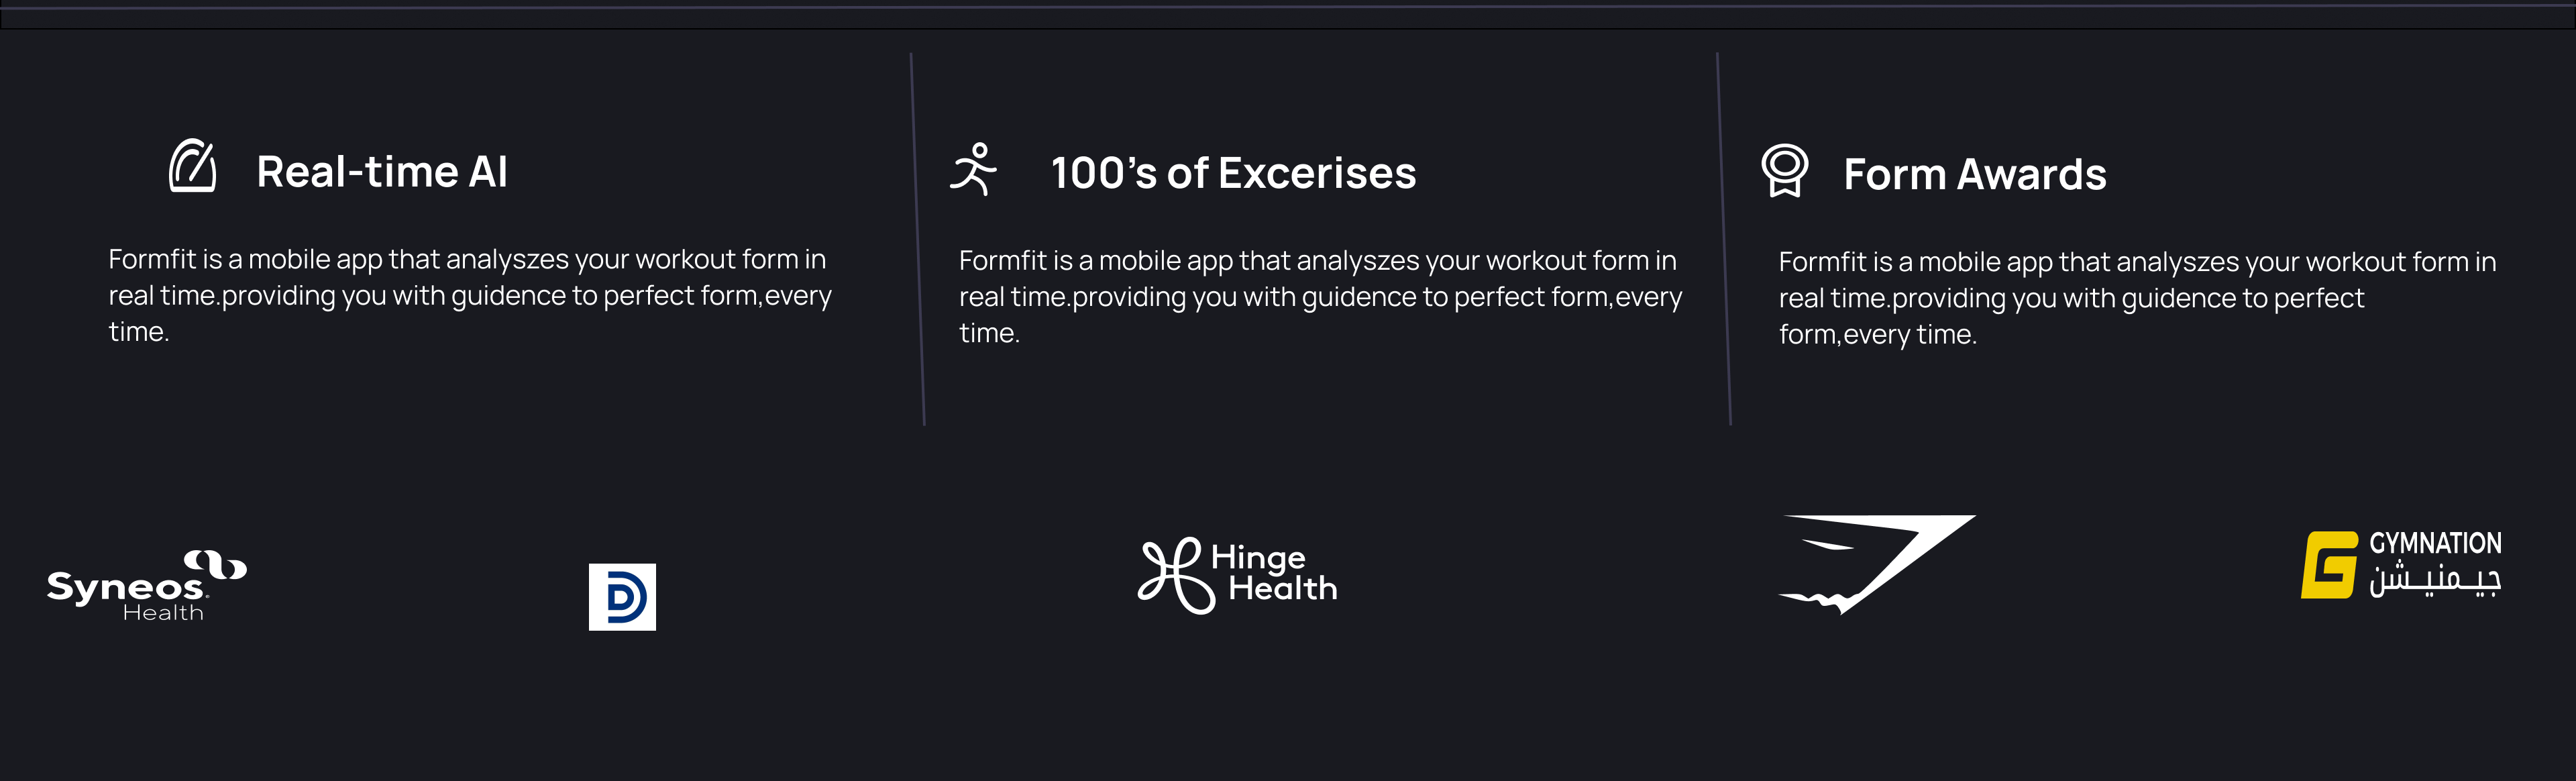 Real-time AI
Formfit is a mobile app that analyszes your workout form in
real time.providing you with guidence to perfect form,every
time.
100's of Excerises
Formfit is a mobile app that analyszes your workout form in
real time.providing you with guidence to perfect form,every
time.
Form Awards
Formfit is a mobile app that analyszes your workout form in
real time.providing you with guidence to perfect
form,every time.
Syneos
Health
D
Hinge
Health
G GYMNATION
جيمنيشن